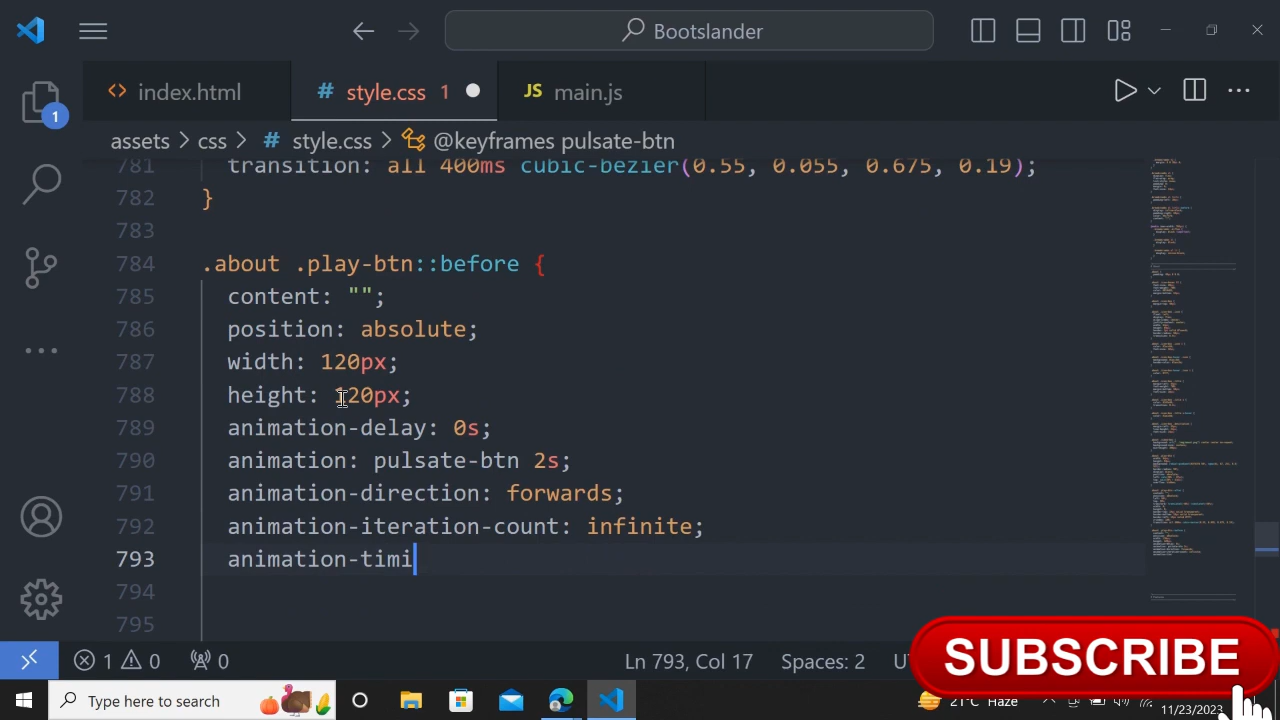 Bootslander
index.html
# style.css 1
JS main.js
1
assets > css > # style.css > @keyframes pulsate-btn
781 transition: all 400ms cubic-bezier(0.55, 0.055, 0.675, 0.19);
782 }
783
784 .about .play-btn::before {
785 content: "";
786 position: absolute;
787 width: 120px;
788 height: 120px;
789 animation-delay: 0s;
790 animation: pulsate-btn 2s;
791 animation-direction: forwards;
792 animation-iteration-count: infinite;
793 animation-timi
794
795
SUBSCRIBE
1 0 0
Ln 793, Col 17
Spaces: 2
Type here to search
21°C Haze
11/23/2023